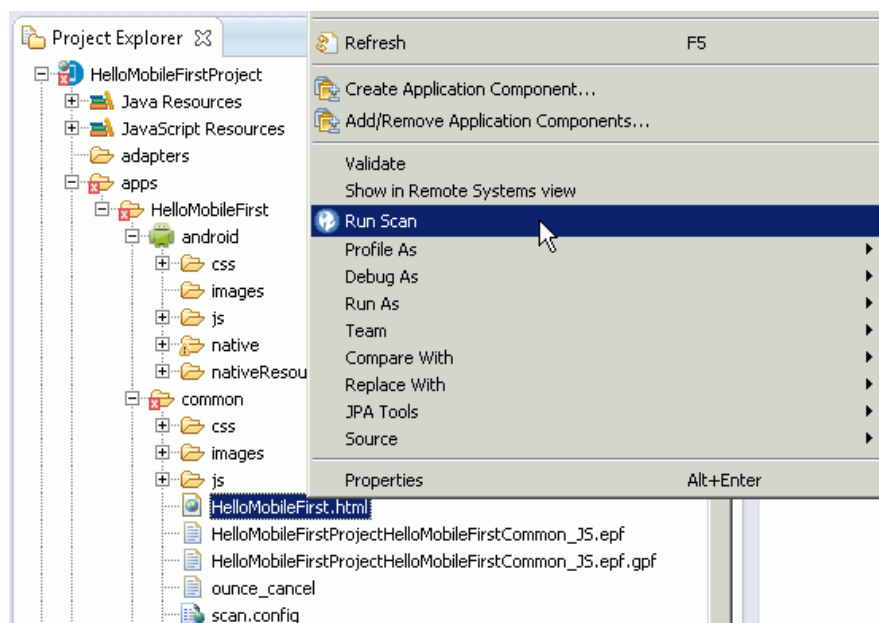 Project Explorer
HelloMobileFirstProject
Java Resources
JavaScript Resources
adapters
apps
HelloMobileFirst
android
css
images
js
native
nativeResou
common
css
images
js
HelloMobileFirst.html
HelloMobileFirstProjectHelloMobileFirstCommon_JS.epf
HelloMobileFirstProjectHelloMobileFirstCommon_JS.epf.gpf
ounce_cancel
scan.config
Refresh F5
Create Application Component...
Add/Remove Application Components...
Validate
Show in Remote Systems view
Run Scan
Profile As
Debug As
Run As
Team
Compare With
Replace With
JPA Tools
Source
Properties Alt+Enter